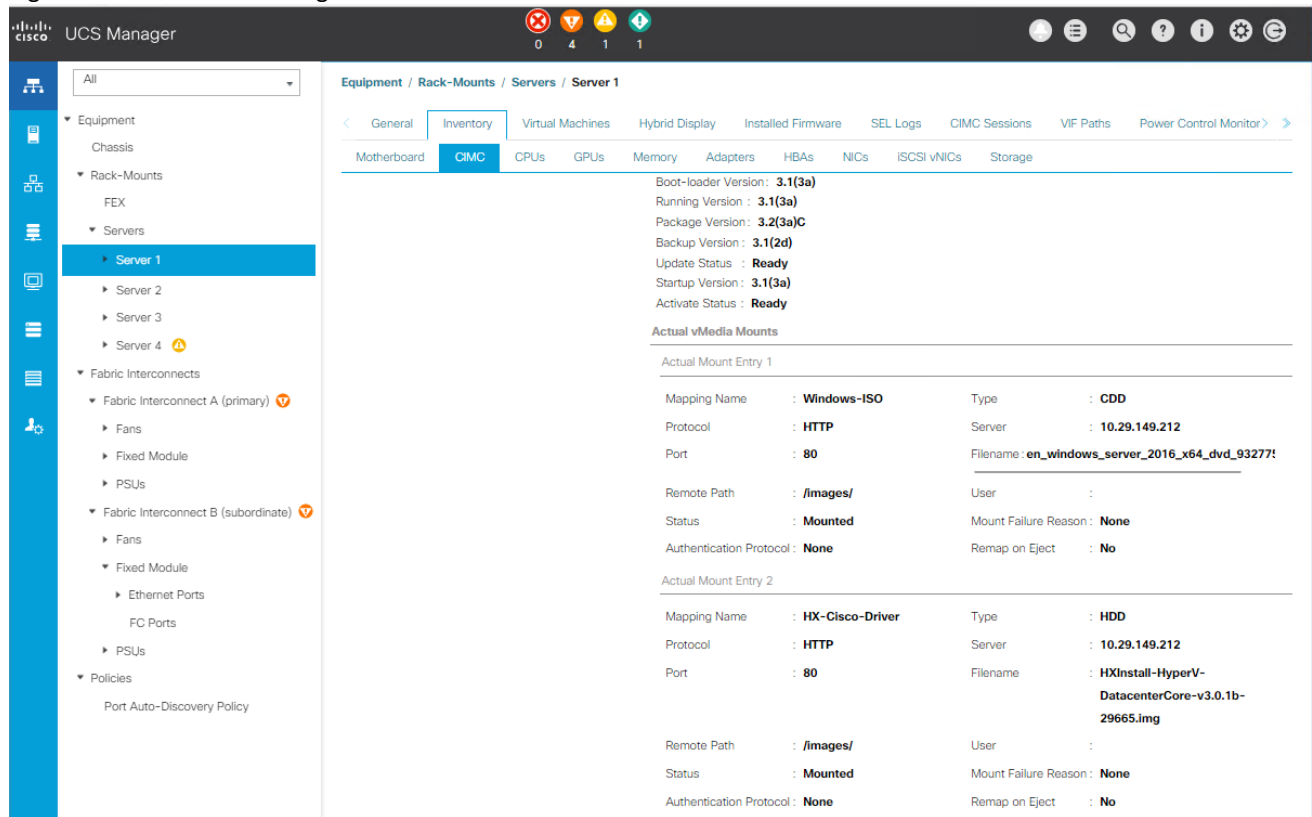 CISCO UCS Manager
0 4 1 1
All
Equipment
Chassis
Rack-Mounts
FEX
Servers
Server 1
Server 2
Server 3
Server 4
Fabric Interconnects
Fabric Interconnect A (primary)
Fans
Fixed Module
PSUs
Fabric Interconnect B (subordinate)
Fans
Fixed Module
Ethernet Ports
FC Ports
PSUs
Policies
Port Auto-Discovery Policy
Equipment / Rack-Mounts / Servers / Server 1
General Inventory Virtual Machines Hybrid Display Installed Firmware SEL Logs CIMC Sessions VIF Paths Power Control Monitor
Motherboard CIMC CPUs GPUs Memory Adapters HBAs NICs iSCSI vNICs Storage
Boot-loader Version : 3.1(3a)
Running Version : 3.1(3a)
Package Version : 3.2(3a)C
Backup Version : 3.1(2d)
Update Status : Ready
Startup Version : 3.1(3a)
Activate Status : Ready
Actual vMedia Mounts
Actual Mount Entry 1
Mapping Name : Windows-ISO Type : CDD
Protocol : HTTP Server : 10.29.149.212
Port : 80 Filename : en_windows_server_2016_x64_dvd_932775
Remote Path : /images/ User :
Status : Mounted Mount Failure Reason : None
Authentication Protocol : None Remap on Eject : No
Actual Mount Entry 2
Mapping Name : HX-Cisco-Driver Type : HDD
Protocol : HTTP Server : 10.29.149.212
Port : 80 Filename : HXInstall-HyperV-
DatacenterCore-v3.0.1b-
29665.img
Remote Path : /images/ User :
Status : Mounted Mount Failure Reason : None
Authentication Protocol : None Remap on Eject : No